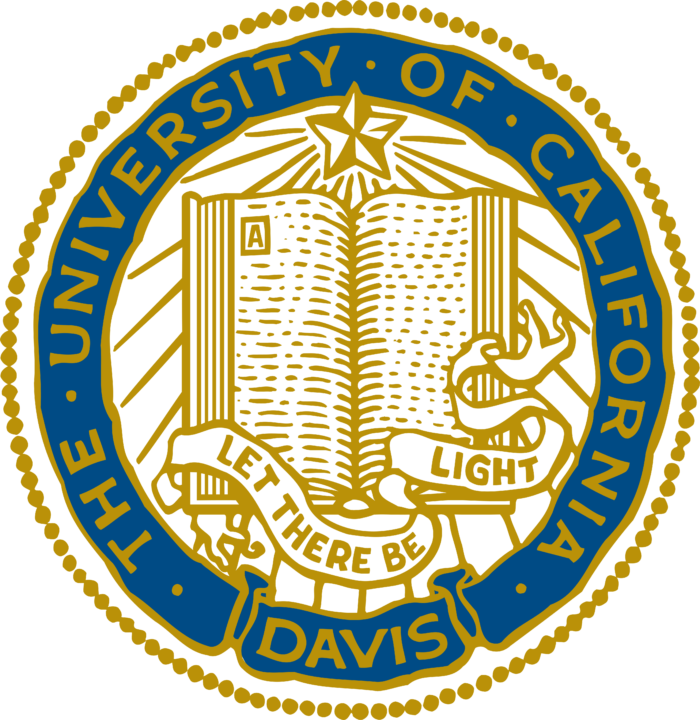 · THE · UNIVERSITY · OF · CALIFORNIA ·
A
LET THERE BE
LIGHT
DAVIS